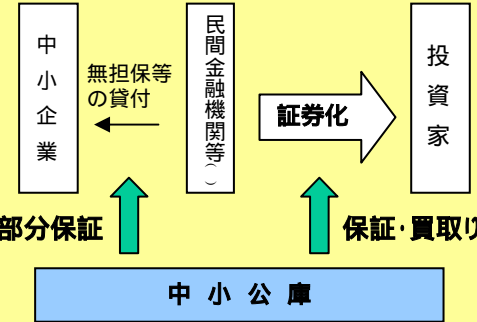 中小企業
無担保等
の貸付
民間金融機関等（ ）
証券化
投資家
部分保証
保証・買取り
中小公庫